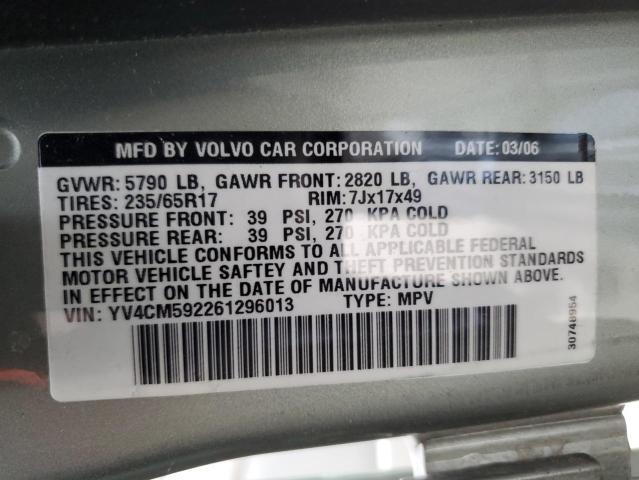 MFD BY VOLVO CAR CORPORATION DATE: 03/06
GVWR: 5790 LB, GAWR FRONT: 2820 LB, GAWR REAR: 3150 LB
TIRES: 235/65R17 RIM: 7Jx17x49
PRESSURE FRONT: 39 PSI, 270 KPA COLD
PRESSURE REAR: 39 PSI, 270 KPA COLD
THIS VEHICLE CONFORMS TO ALL APPLICABLE FEDERAL
MOTOR VEHICLE SAFTEY AND THEFT PREVENTION STANDARDS
IN EFFECT ON THE DATE OF MANUFACTURE SHOWN ABOVE.
VIN: YV4CM592261296013 TYPE: MPV
30748954